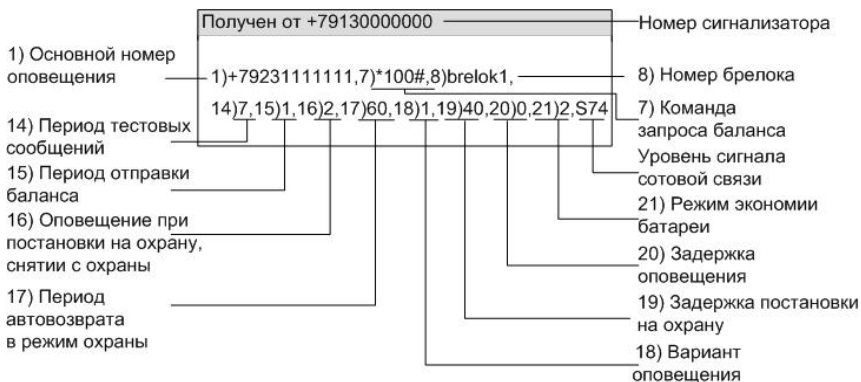 Получен от +79130000000
Номер сигнализатора
1) Основной номер
оповещения
1)+79231111111,7)*100#,8)brelok1,
14)7,15)1,16)2,17)60,18)1,19)40,20)0,21)2,S74
14) Период тестовых
сообщений
15) Период отправки
баланса
16) Оповещение при
постановки на охрану,
снятии с охраны
17) Период
автовозврата
в режим охраны
8) Номер брелока
7) Команда
запроса баланса
Уровень сигнала
сотовой связи
21) Режим экономии
батареи
20) Задержка
оповещения
19) Задержка постановки
на охрану
18) Вариант
оповещения